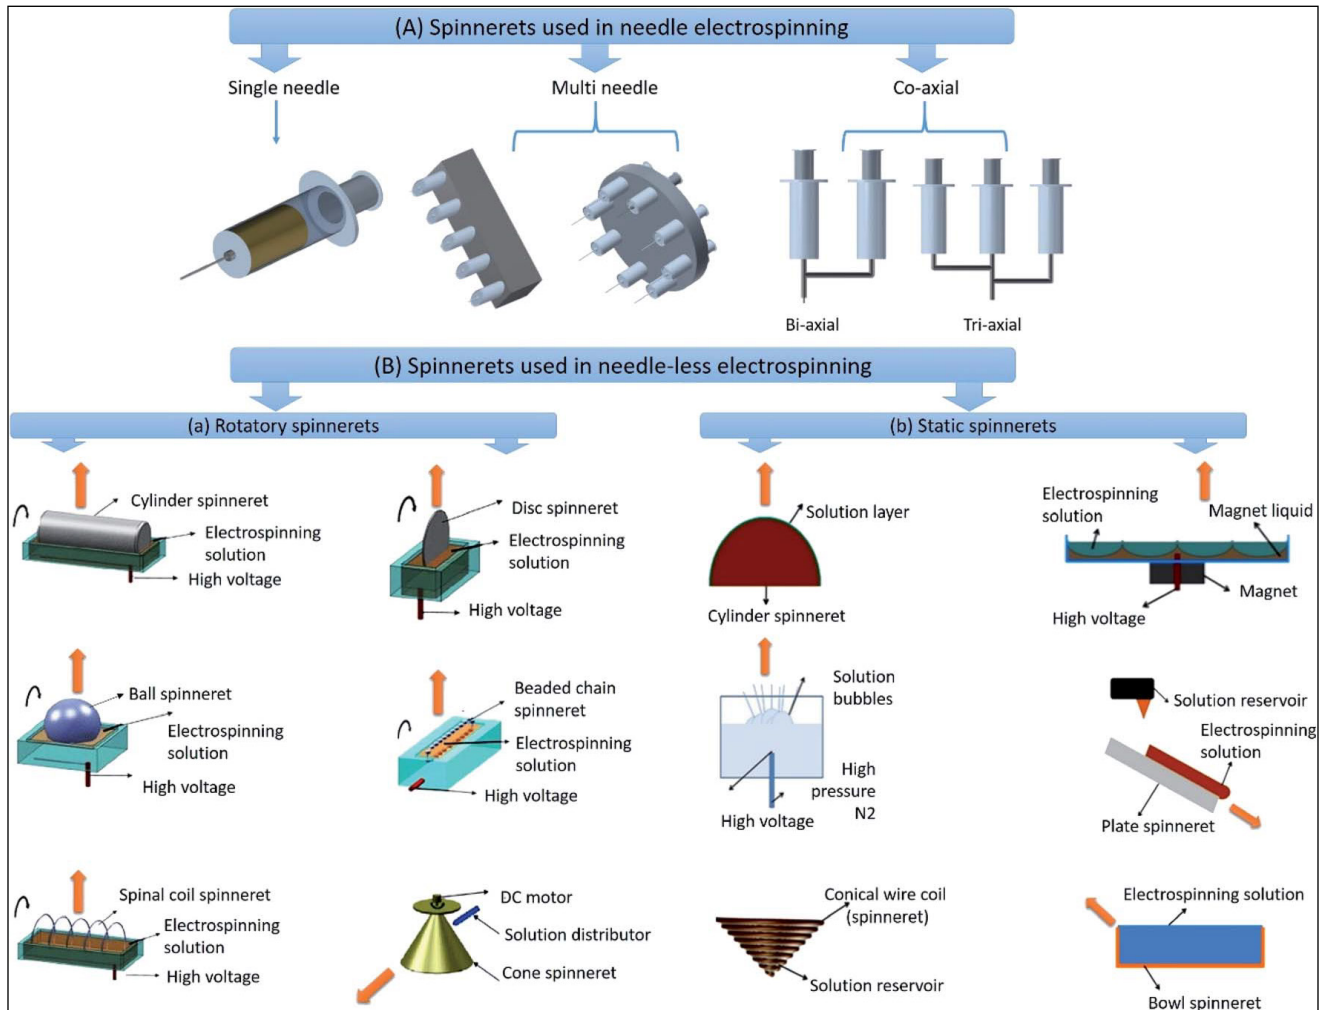 (A) Spinnerets used in needle electrospinning
Single needle
Multi needle
Co-axial
Bi-axial
Tri-axial
(B) Spinnerets used in needle-less electrospinning
(a) Rotatory spinnerets
(b) Static spinnerets
Cylinder spinneret
Electrospinning
solution
High voltage
Disc spinneret
Electrospinning
solution
High voltage
Solution layer
Cylinder spinneret
Electrospinning
solution
Magnet liquid
Magnet
High voltage
Ball spinneret
Electrospinning
solution
High voltage
Beaded chain
spinneret
Electrospinning
solution
High voltage
Solution
bubbles
High
pressure
N2
High voltage
Solution reservoir
Electrospinning
solution
Plate spinneret
Spinal coil spinneret
Electrospinning
solution
High voltage
DC motor
Solution distributor
Cone spinneret
Conical wire coil
(spinneret)
Solution reservoir
Electrospinning solution
Bowl spinneret